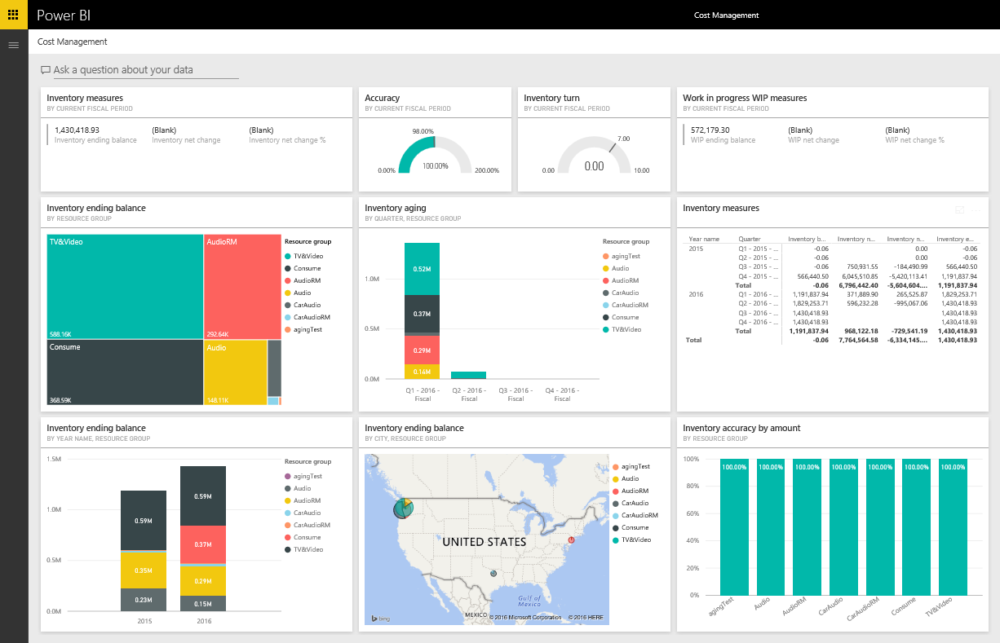 Power BI
Cost Management
Cost Management
Ask a question about your data
Inventory measures
BY CURRENT FISCAL PERIOD
1,430,418.93 (Blank) (Blank)
Inventory ending balance Inventory net change Inventory net change %
Accuracy
BY CURRENT FISCAL PERIOD
98.00%
0.00% 100.00% 200.00%
Inventory turn
BY CURRENT FISCAL PERIOD
7.00
0.00 0.00 10.00
Work in progress WIP measures
BY CURRENT FISCAL PERIOD
572,179.30 (Blank) (Blank)
WIP ending balance WIP net change WIP net change %
Inventory ending balance
BY RESOURCE GROUP
TV&Video AudioRM
588.16K 292.64K
Consume Audio
368.59K 148.11K
Resource group
TV&Video
Consume
AudioRM
Audio
CarAudio
CarAudioRM
agingTest
Inventory aging
BY QUARTER, RESOURCE GROUP
1.0M
0.5M
0.0M
0.52M
0.37M
0.29M
0.14M
Q1 - 2016 - Q2 - 2016 - Q3 - 2016 - Q4 - 2016 -
Fiscal Fiscal Fiscal Fiscal
Resource group
agingTest
Audio
AudioRM
CarAudio
CarAudioRM
Consume
TV&Video
Inventory measures
Year name Quarter Inventory b... Inventory n... Inventory n... Inventory e...
2015 Q1 - 2015 - ... -0.06 0.00 -0.06
Q2 - 2015 - ... -0.06 0.00 -0.06
Q3 - 2015 - ... -0.06 750,931.55 -184,490.99 566,440.50
Q4 - 2015 - ... 566,440.50 6,045,510.85 -5,420,113.41 1,191,837.94
Total -0.06 6,796,442.40 -5,604,604.... 1,191,837.94
2016 Q1 - 2016 - ... 1,191,837.94 371,889.90 265,525.87 1,829,253.71
Q2 - 2016 - ... 1,829,253.71 596,232.28 -995,067.06 1,430,418.93
Q3 - 2016 - ... 1,430,418.93 1,430,418.93
Q4 - 2016 - ... 1,430,418.93 1,430,418.93
Total 1,191,837.94 968,122.18 -729,541.19 1,430,418.93
Total -0.06 7,764,564.58 -6,334,145.... 1,430,418.93
Inventory ending balance
BY YEAR NAME, RESOURCE GROUP
1.5M
1.0M
0.5M
0.0M
0.59M
0.35M
0.23M
0.59M
0.37M
0.29M
0.15M
2015 2016
Resource group
agingTest
Audio
AudioRM
CarAudio
CarAudioRM
Consume
TV&Video
Inventory ending balance
BY CITY, RESOURCE GROUP
UNITED STATES
Gulf of
Mexico
MEXICO
bing
© 2016 Microsoft Corporation © 2016 HERE
agingTest
Audio
AudioRM
CarAudio
CarAudioRM
Consume
TV&Video
Inventory accuracy by amount
BY RESOURCE GROUP
100%
80%
60%
40%
20%
0%
100.00% 100.00% 100.00% 100.00% 100.00% 100.00% 100.00%
agingTest Audio AudioRM CarAudio CarAudioRM Consume TV&Video